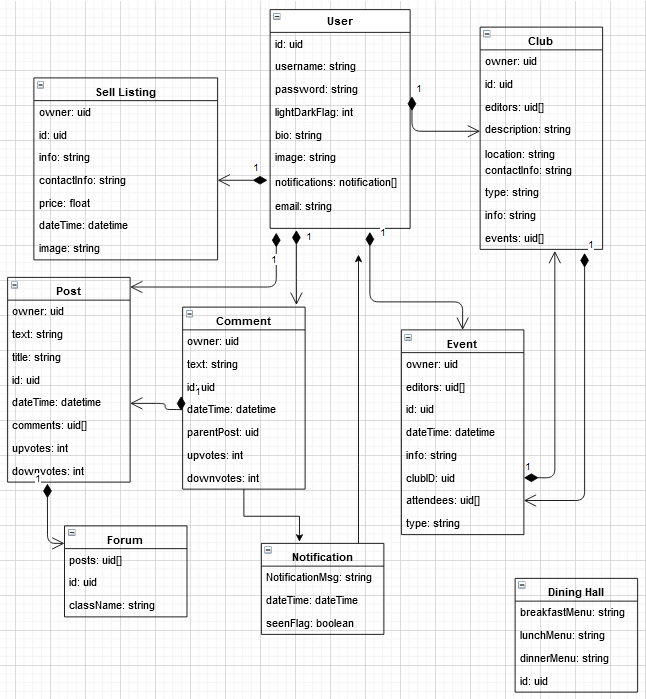 User
id: uid
username: string
password: string
lightDarkFlag: int
bio: string
image: string
notifications: notification[]
email: string
Club
owner: uid
id: uid
editors: uid[]
description: string
location: string
contactInfo: string
type: string
info: string
events: uid[]
Sell Listing
owner: uid
id: uid
info: string
contactInfo: string
price: float
dateTime: datetime
image: string
1
1
1
1
1
1
Post
owner: uid
text: string
title: string
id: uid
dateTime: datetime
comments: uid[]
upvotes: int
downvotes: int
1
Comment
owner: uid
text: string
id: uid
1
dateTime: datetime
parentPost: uid
upvotes: int
downvotes: int
Event
owner: uid
editors: uid[]
id: uid
dateTime: datetime
info: string
clubID: uid
attendees: uid[]
type: string
1
Forum
posts: uid[]
id: uid
className: string
Notification
NotificationMsg: string
dateTime: dateTime
seenFlag: boolean
Dining Hall
breakfastMenu: string
lunchMenu: string
dinnerMenu: string
id: uid